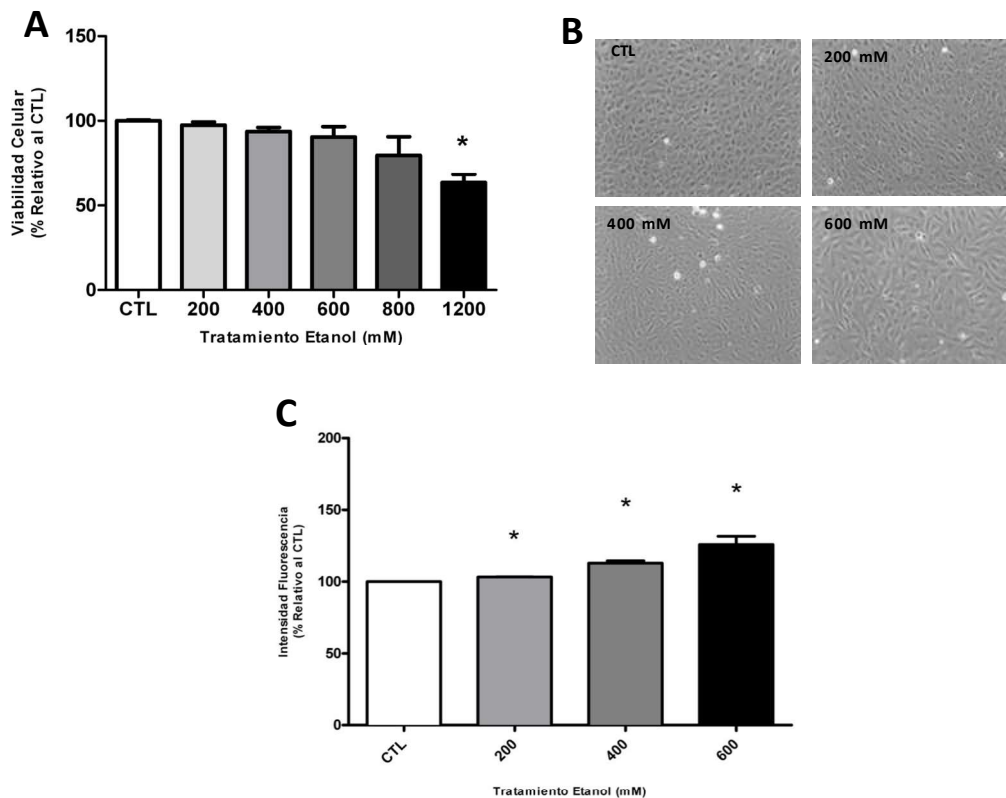 A
150
100
50
0
Viabilidad Celular
(% Relativo al CTL)
*
CTL 200 400 600 800 1200
Tratamiento Etanol (mM)
B
CTL
200 mM
400 mM
600 mM
C
200
150
100
50
0
Intensidad Fluorescencia
(% Relativo al CTL)
* * *
CTL 200 400 600
Tratamiento Etanol (mM)